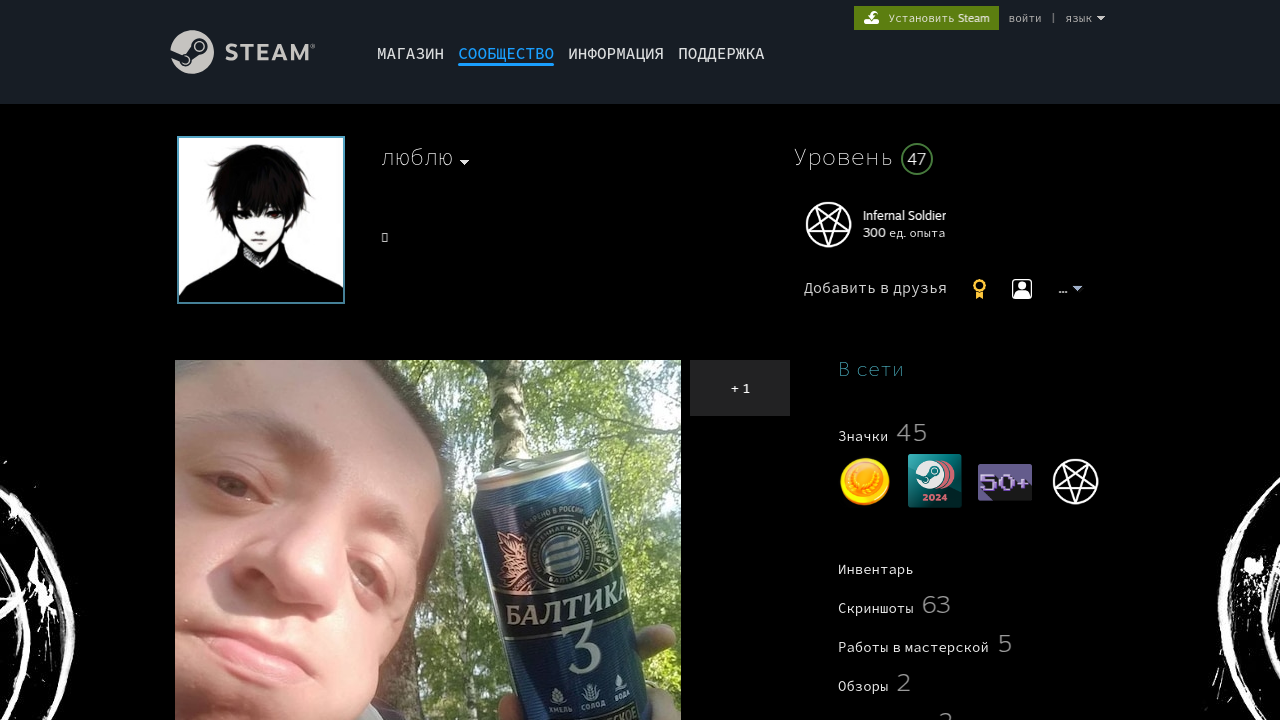 Установить Steam
войти | язык
STEAM®
МАГАЗИН СООБЩЕСТВО ИНФОРМАЦИЯ ПОДДЕРЖКА
люблю
Уровень 47
Infernal Soldier
300 ед. опыта
Добавить в друзья ...
+ 1
В сети
Значки 45
2024
50+
БАЛТИКА
3
ХМЕЛЬ СОЛОД ВОДА
Инвентарь
Скриншоты 63
Работы в мастерской 5
Обзоры 2